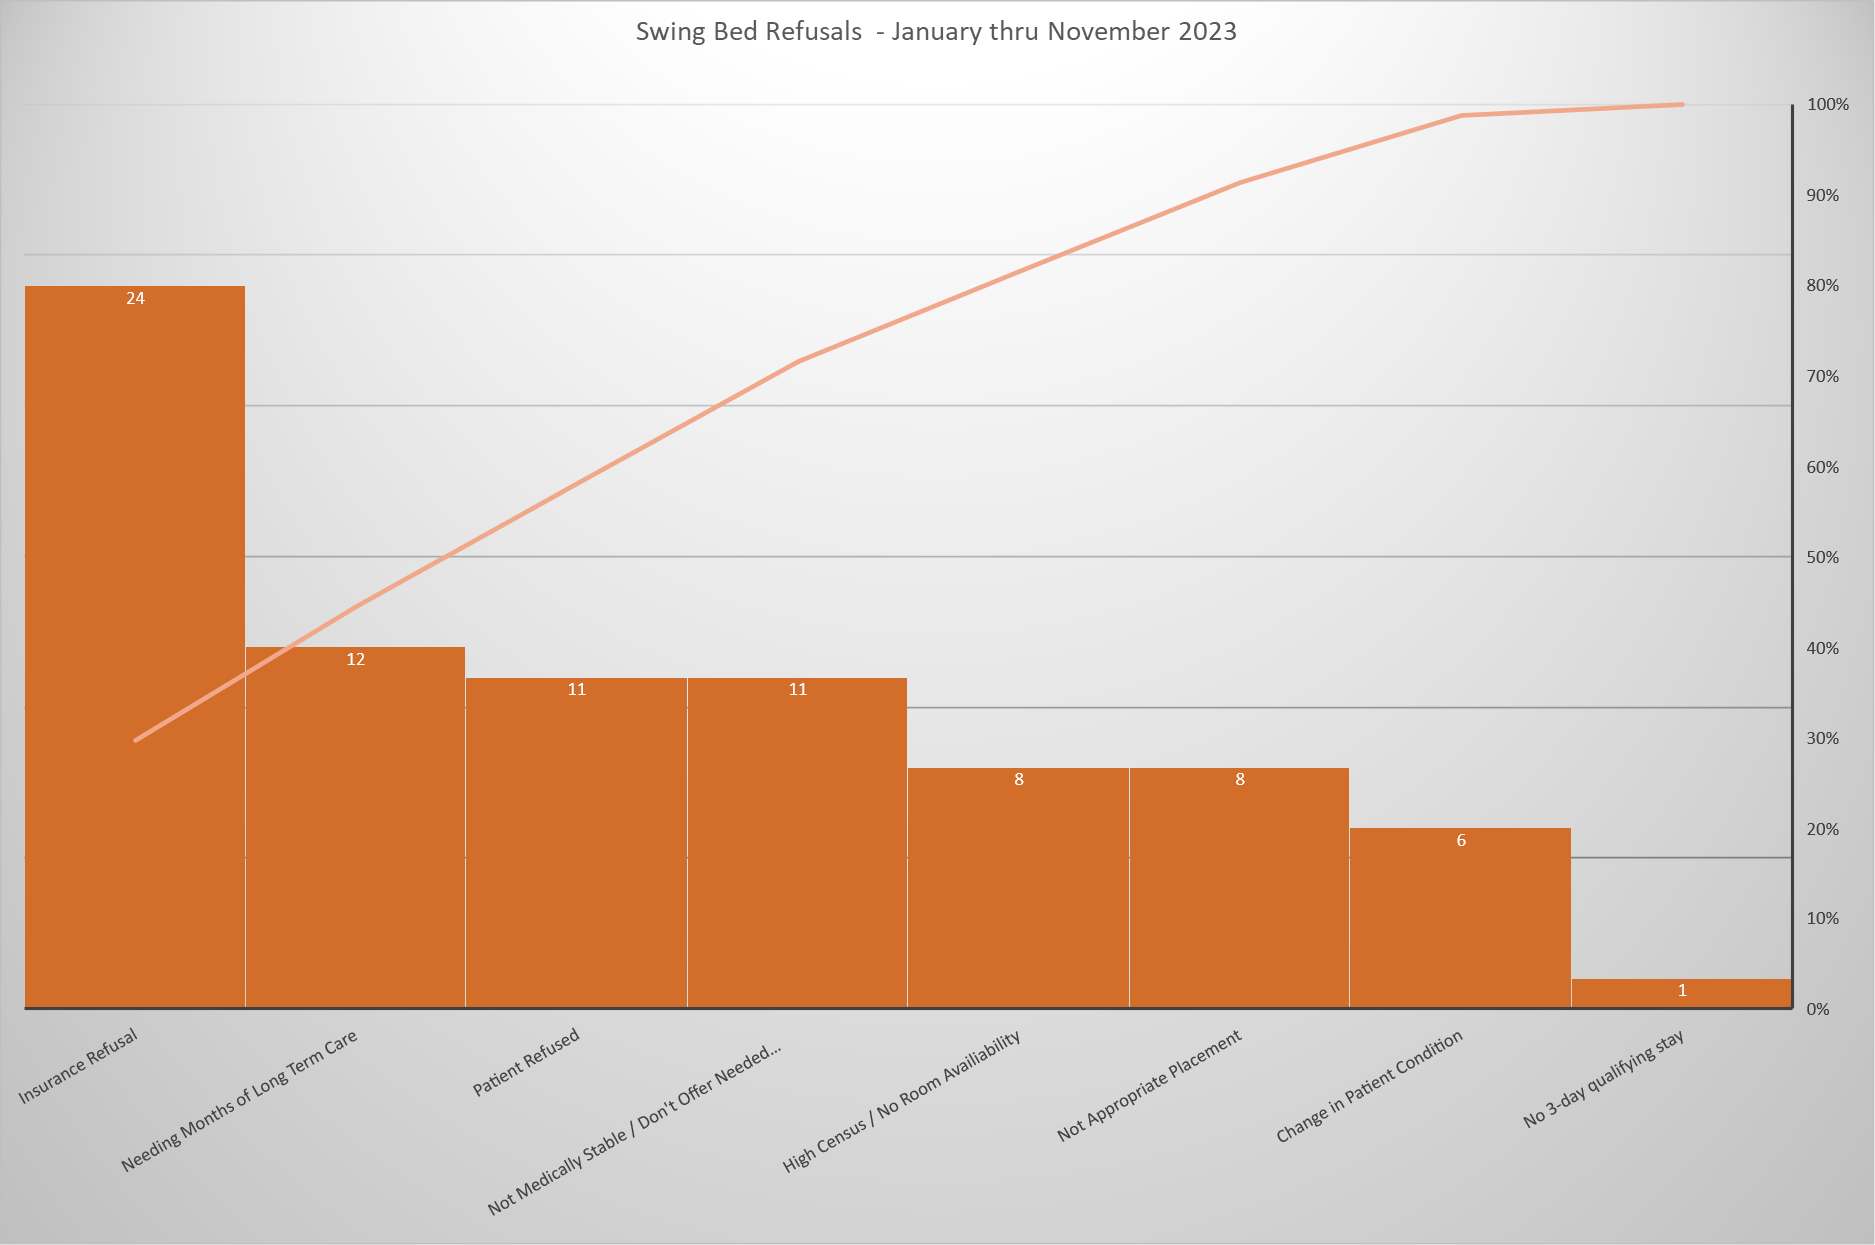 Swing Bed Refusals  - January thru November 2023
100%
90%
80%
70%
60%
50%
40%
30%
20%
10%
0%
24
12
11
11
8
8
6
1
Insurance Refusal
Needing Months of Long Term Care
Patient Refused
Not Medically Stable / Don't Offer Needed...
High Census / No Room Availiability
Not Appropriate Placement
Change in Patient Condition
No 3-day qualifying stay